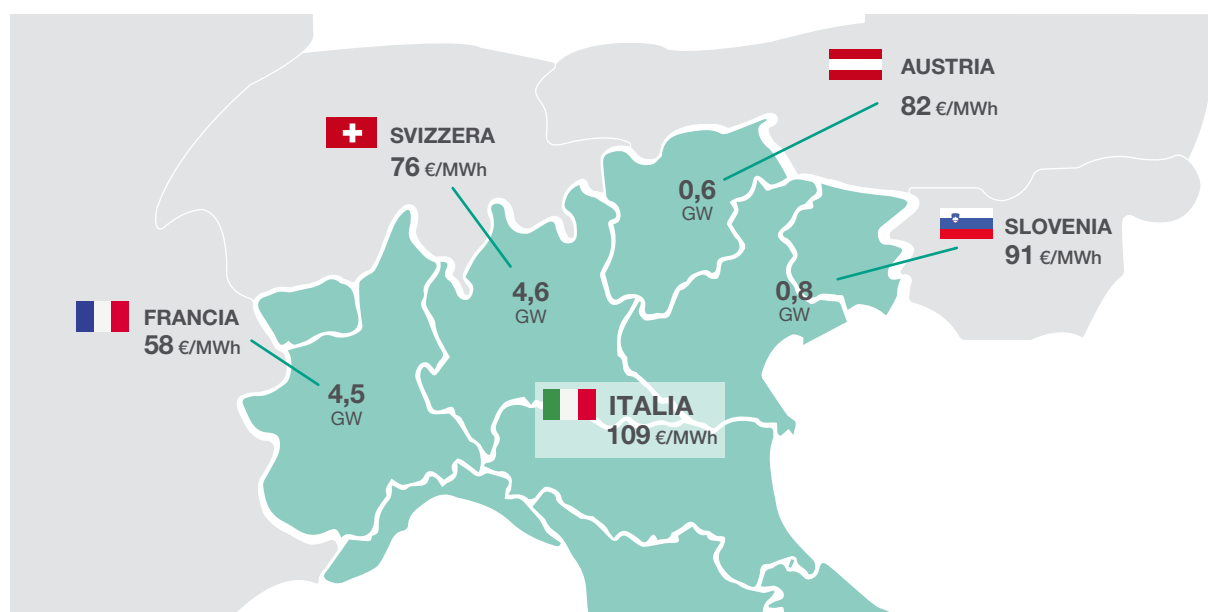 AUSTRIA
82 €/MWh
SVIZZERA
76 €/MWh
0,6
GW
SLOVENIA
91 €/MWh
4,6
GW
0,8
GW
FRANCIA
58 €/MWh
4,5
GW
ITALIA
109 €/MWh